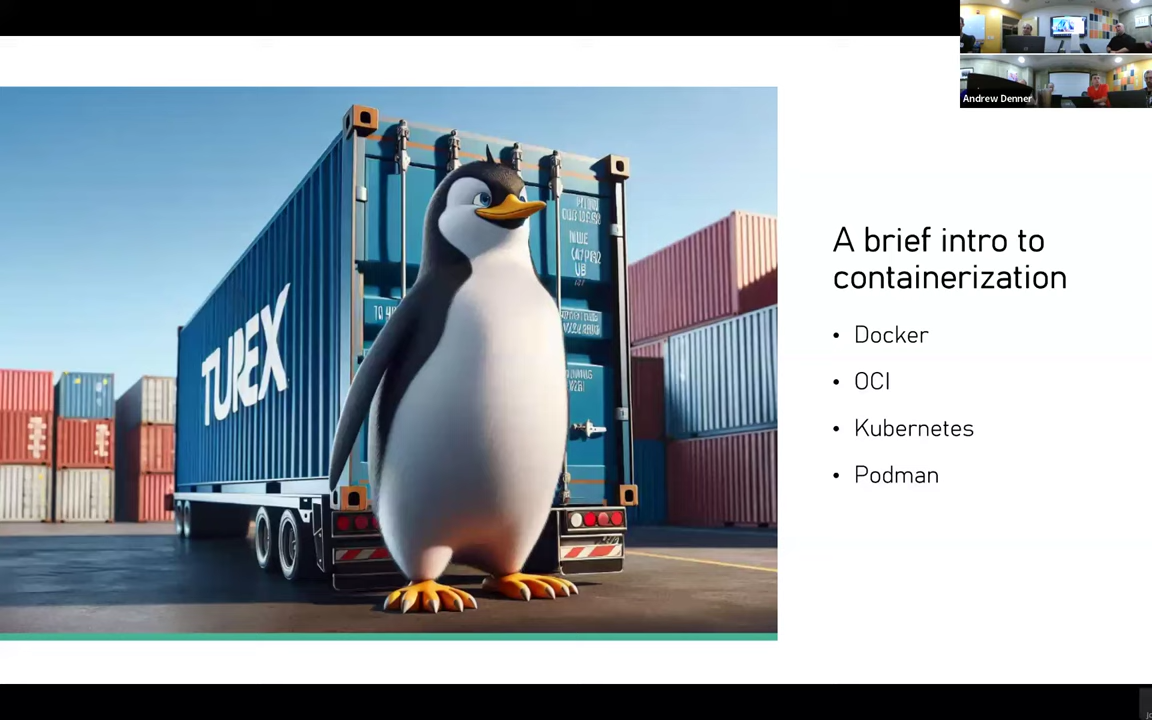 Andrew Denner
TUREX
A brief intro to
containerization
• Docker
• OCI
• Kubernetes
• Podman